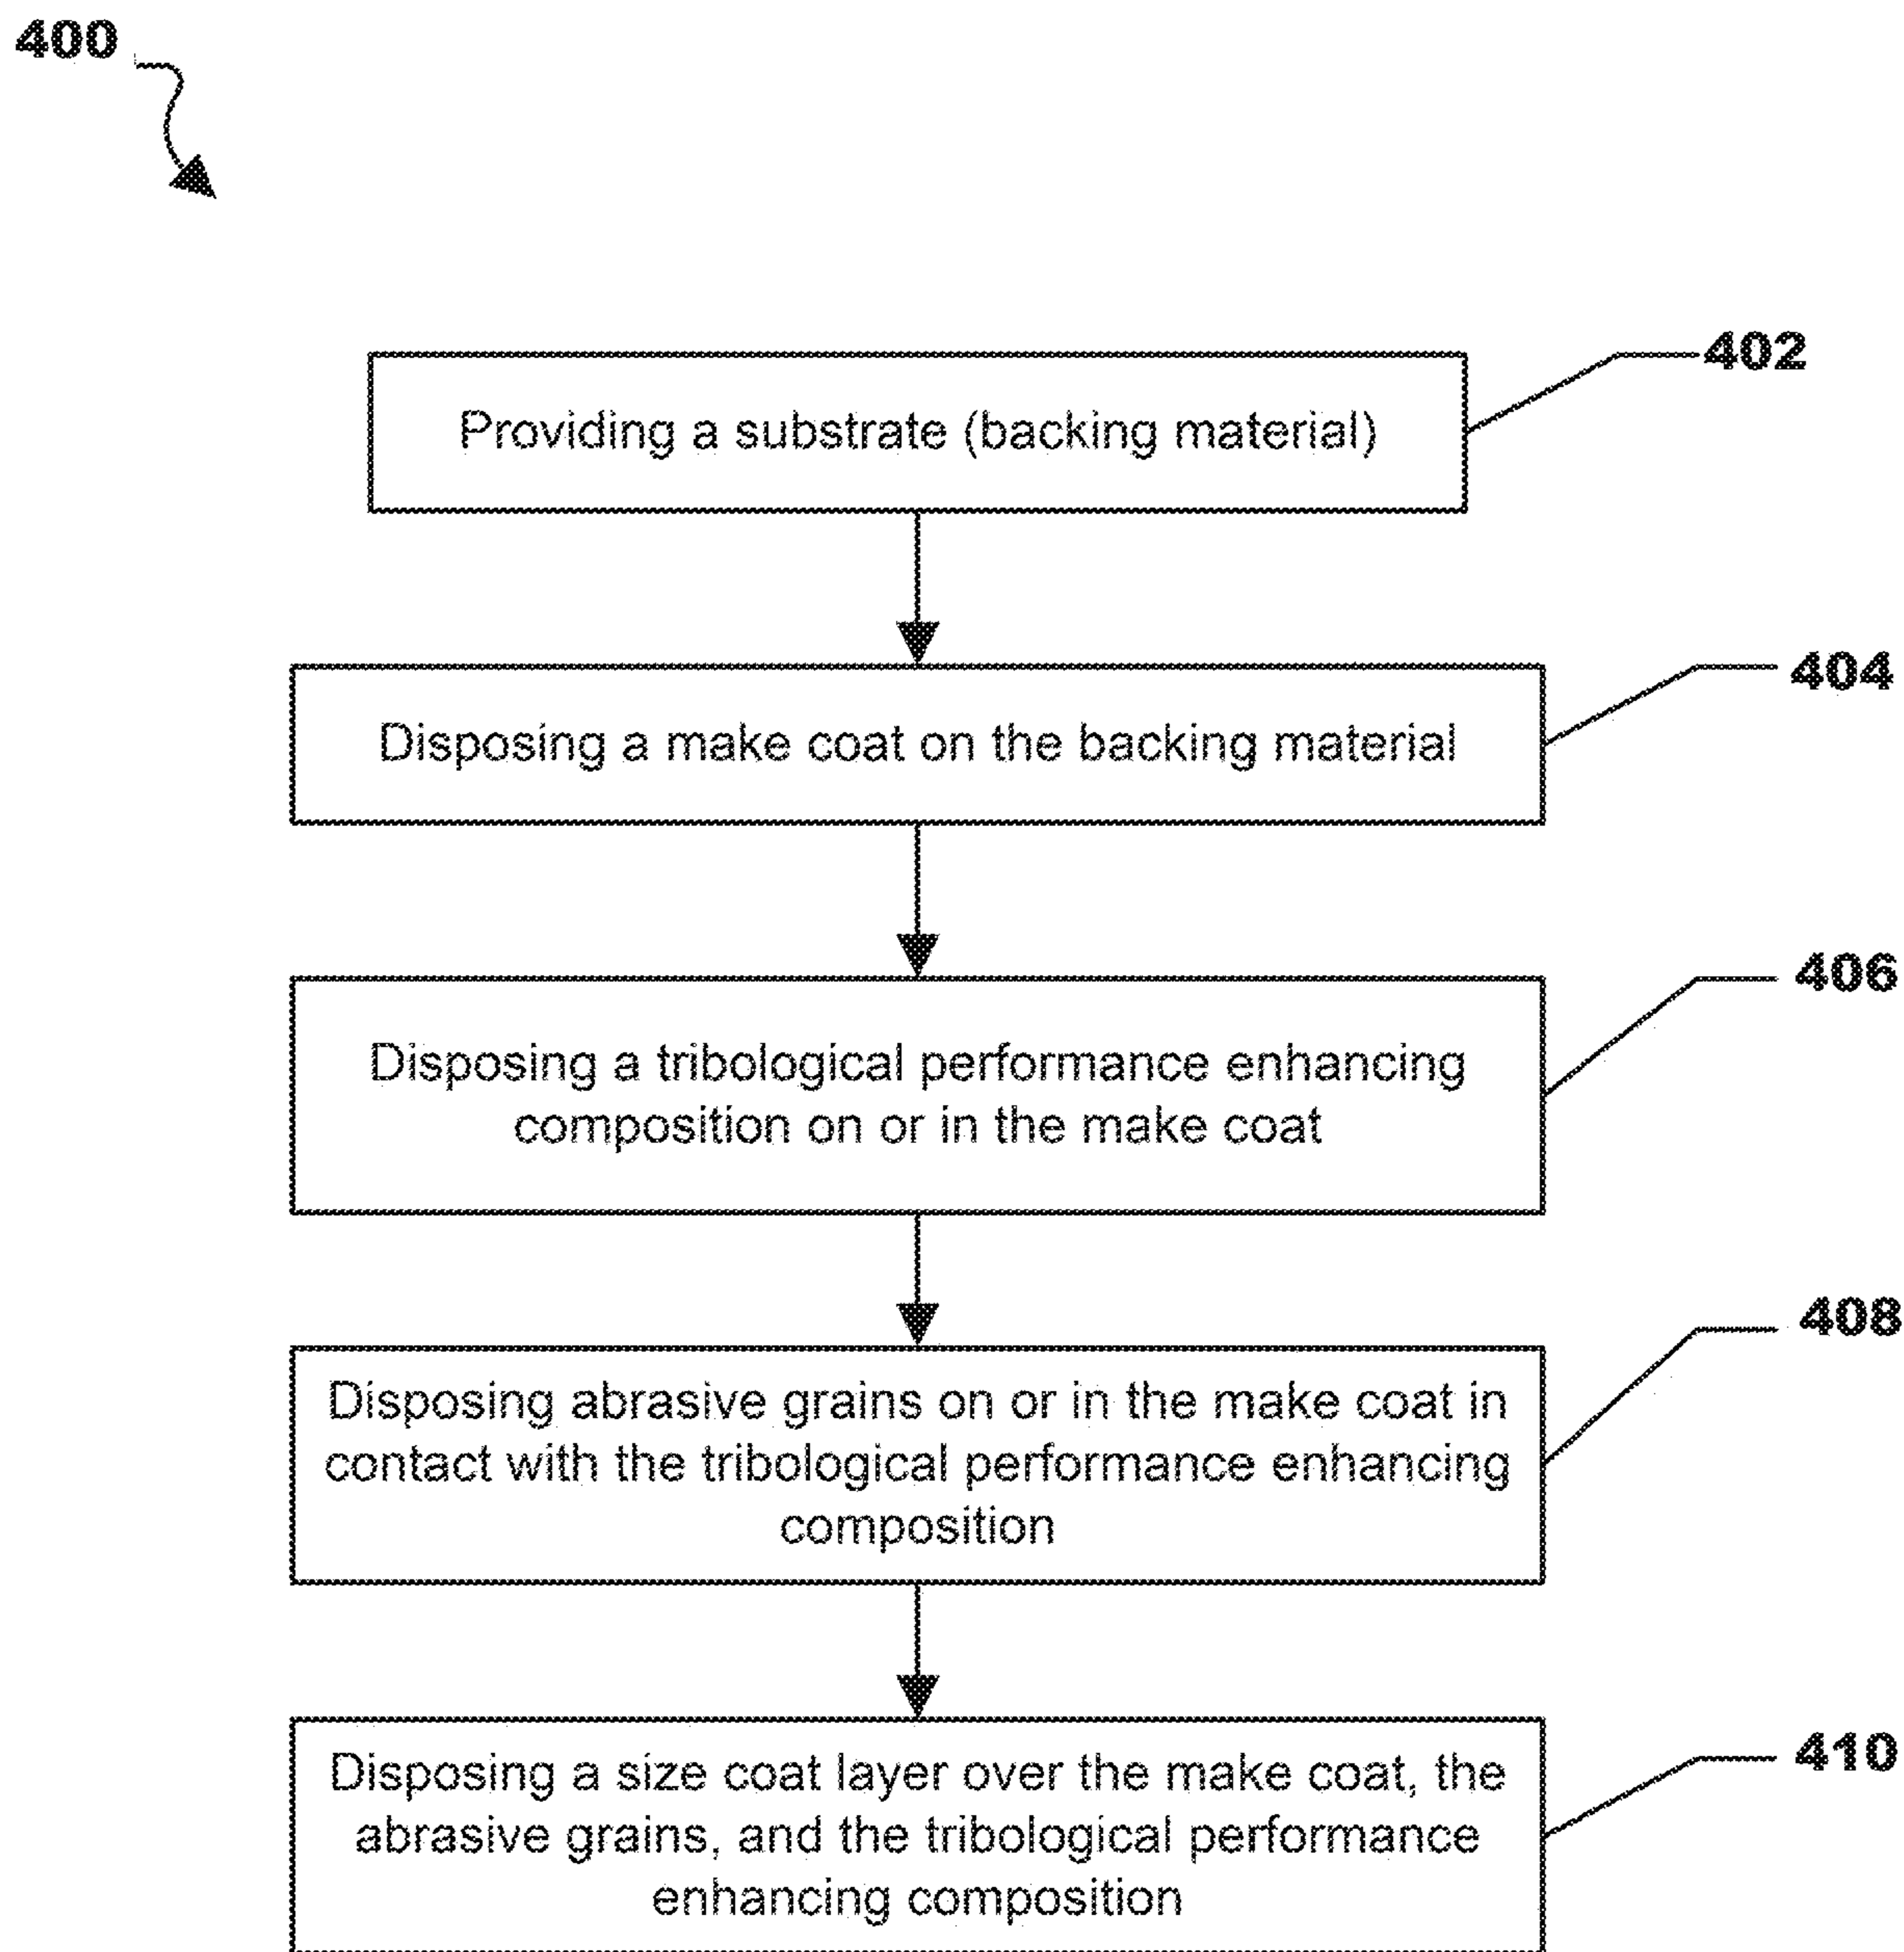 400
402
Providing a substrate (backing material)
404
Disposing a make coat on the backing material
406
Disposing a tribological performance enhancing
composition on or in the make coat
408
Disposing abrasive grains on or in the make coat in
contact with the tribological performance enhancing
composition
410
Disposing a size coat layer over the make coat, the
abrasive grains, and the tribological performance
enhancing composition